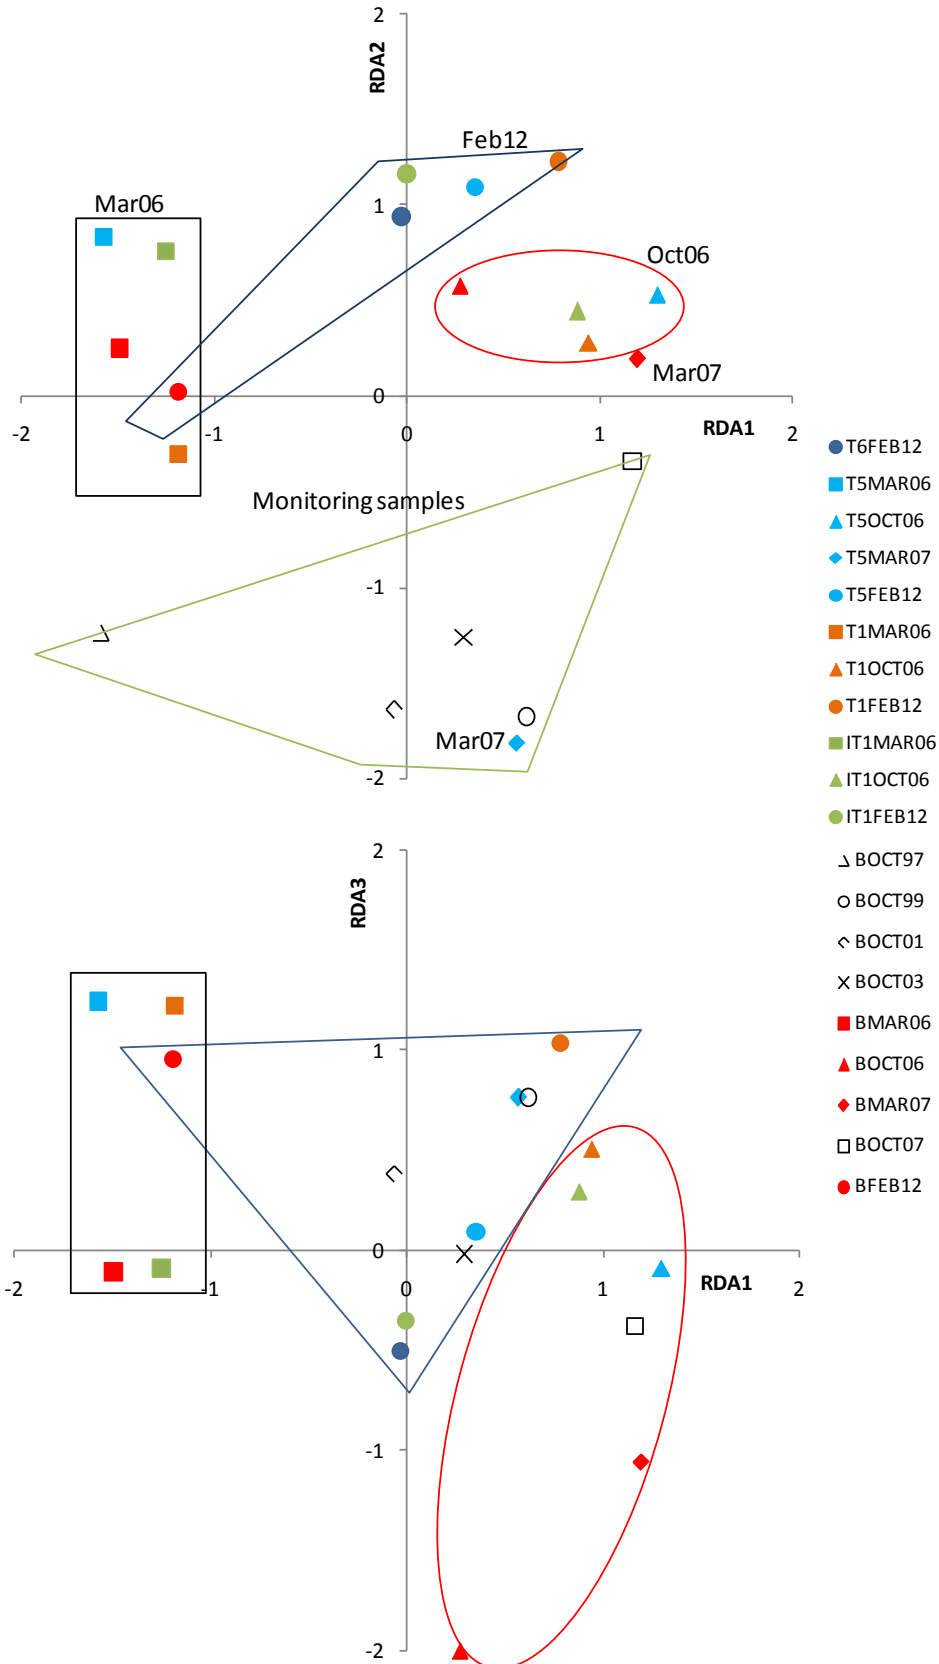 2
RDA2
Feb12
1
Mar06
Oct06
Mar07
0
-2
-1
0
1
RDA1
2
Monitoring samples
-1
Mar07
-2
T6FEB12
T5MAR06
T5OCT06
T5MAR07
T5FEB12
T1MAR06
T1OCT06
T1FEB12
IT1MAR06
IT1OCT06
IT1FEB12
BOCT97
BOCT99
BOCT01
BOCT03
BMAR06
BOCT06
BMAR07
BOCT07
BFEB12
2
RDA3
1
0
-2
-1
0
1
RDA1
2
-1
-2